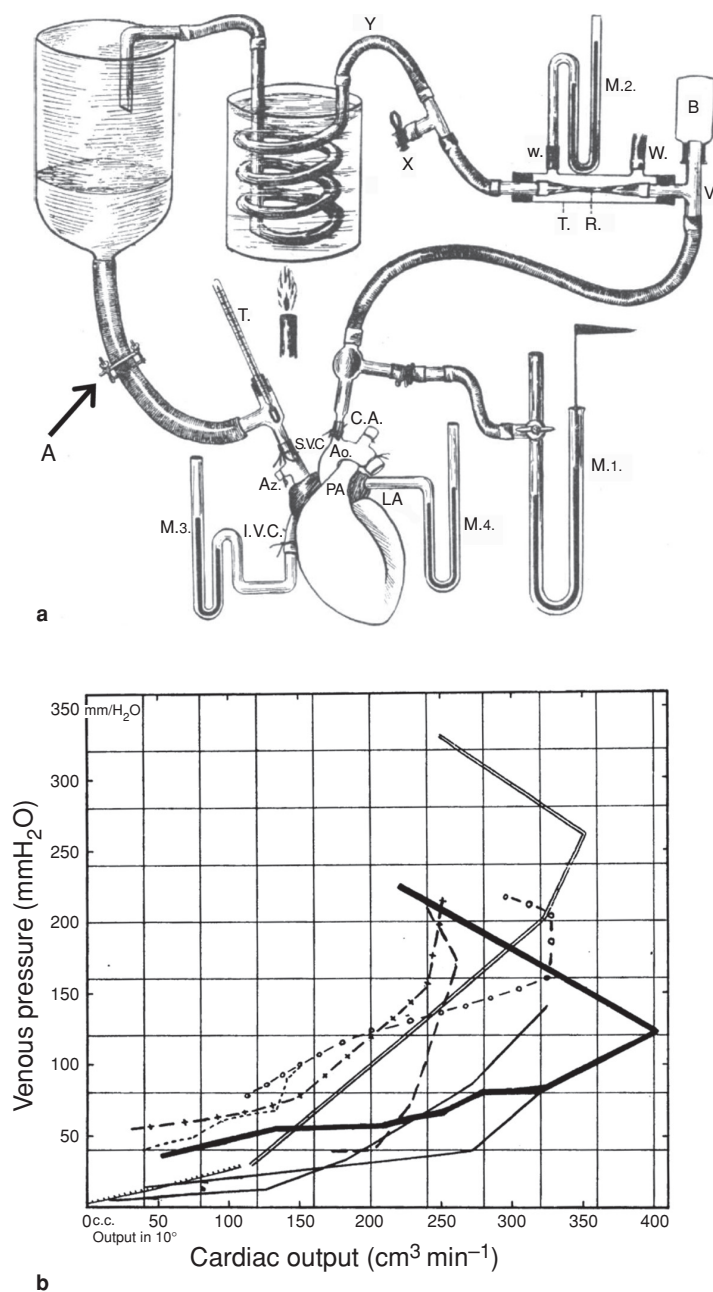 Y
M.2.
B
X
w.
W.
V
T.
R.
T.
A
C.A.
S.V.C
Ao.
Az.
PA
LA
M.1.
M.3.
I.V.C.
M.4.
a
350 mm/H₂O
300
250
200
150
100
50
Venous pressure (mmH₂O)
0 c.c. 50 100 150 200 250 300 350 400
Output in 10°
Cardiac output (cm³ min⁻¹)
b